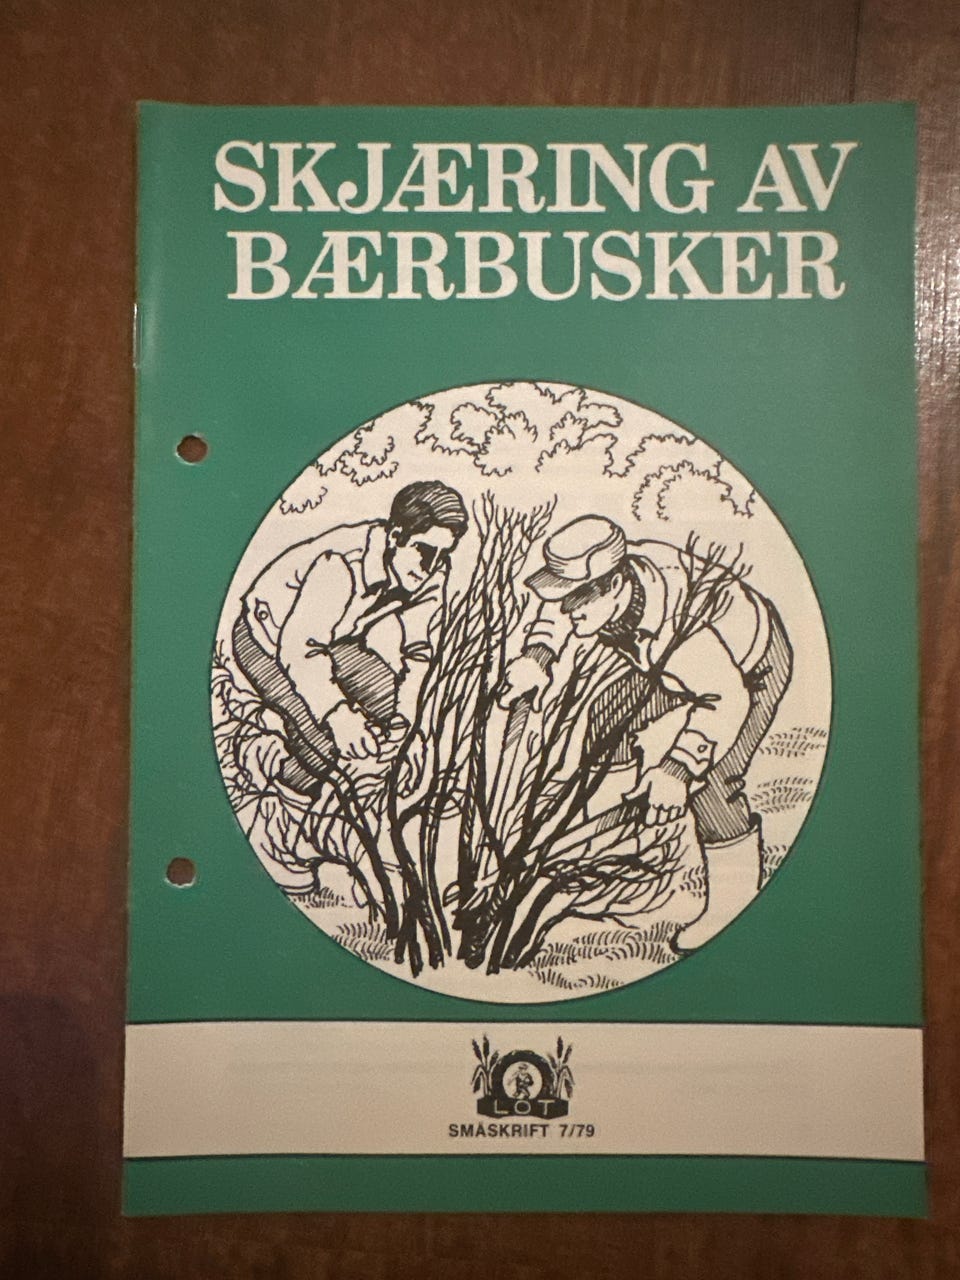 SKJÆRING AV
BÆRBUSKER
LOT
SMÅSKRIFT 7/79